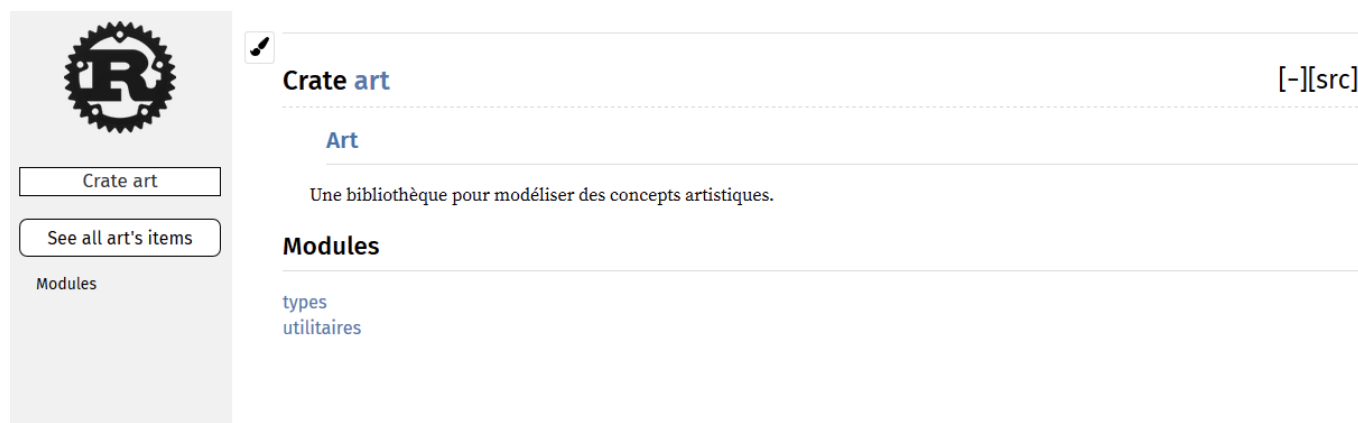 R
Crate art
See all art's items
Modules
Crate art
[-][src]
Art
Une bibliothèque pour modéliser des concepts artistiques.
Modules
types
utilitaires